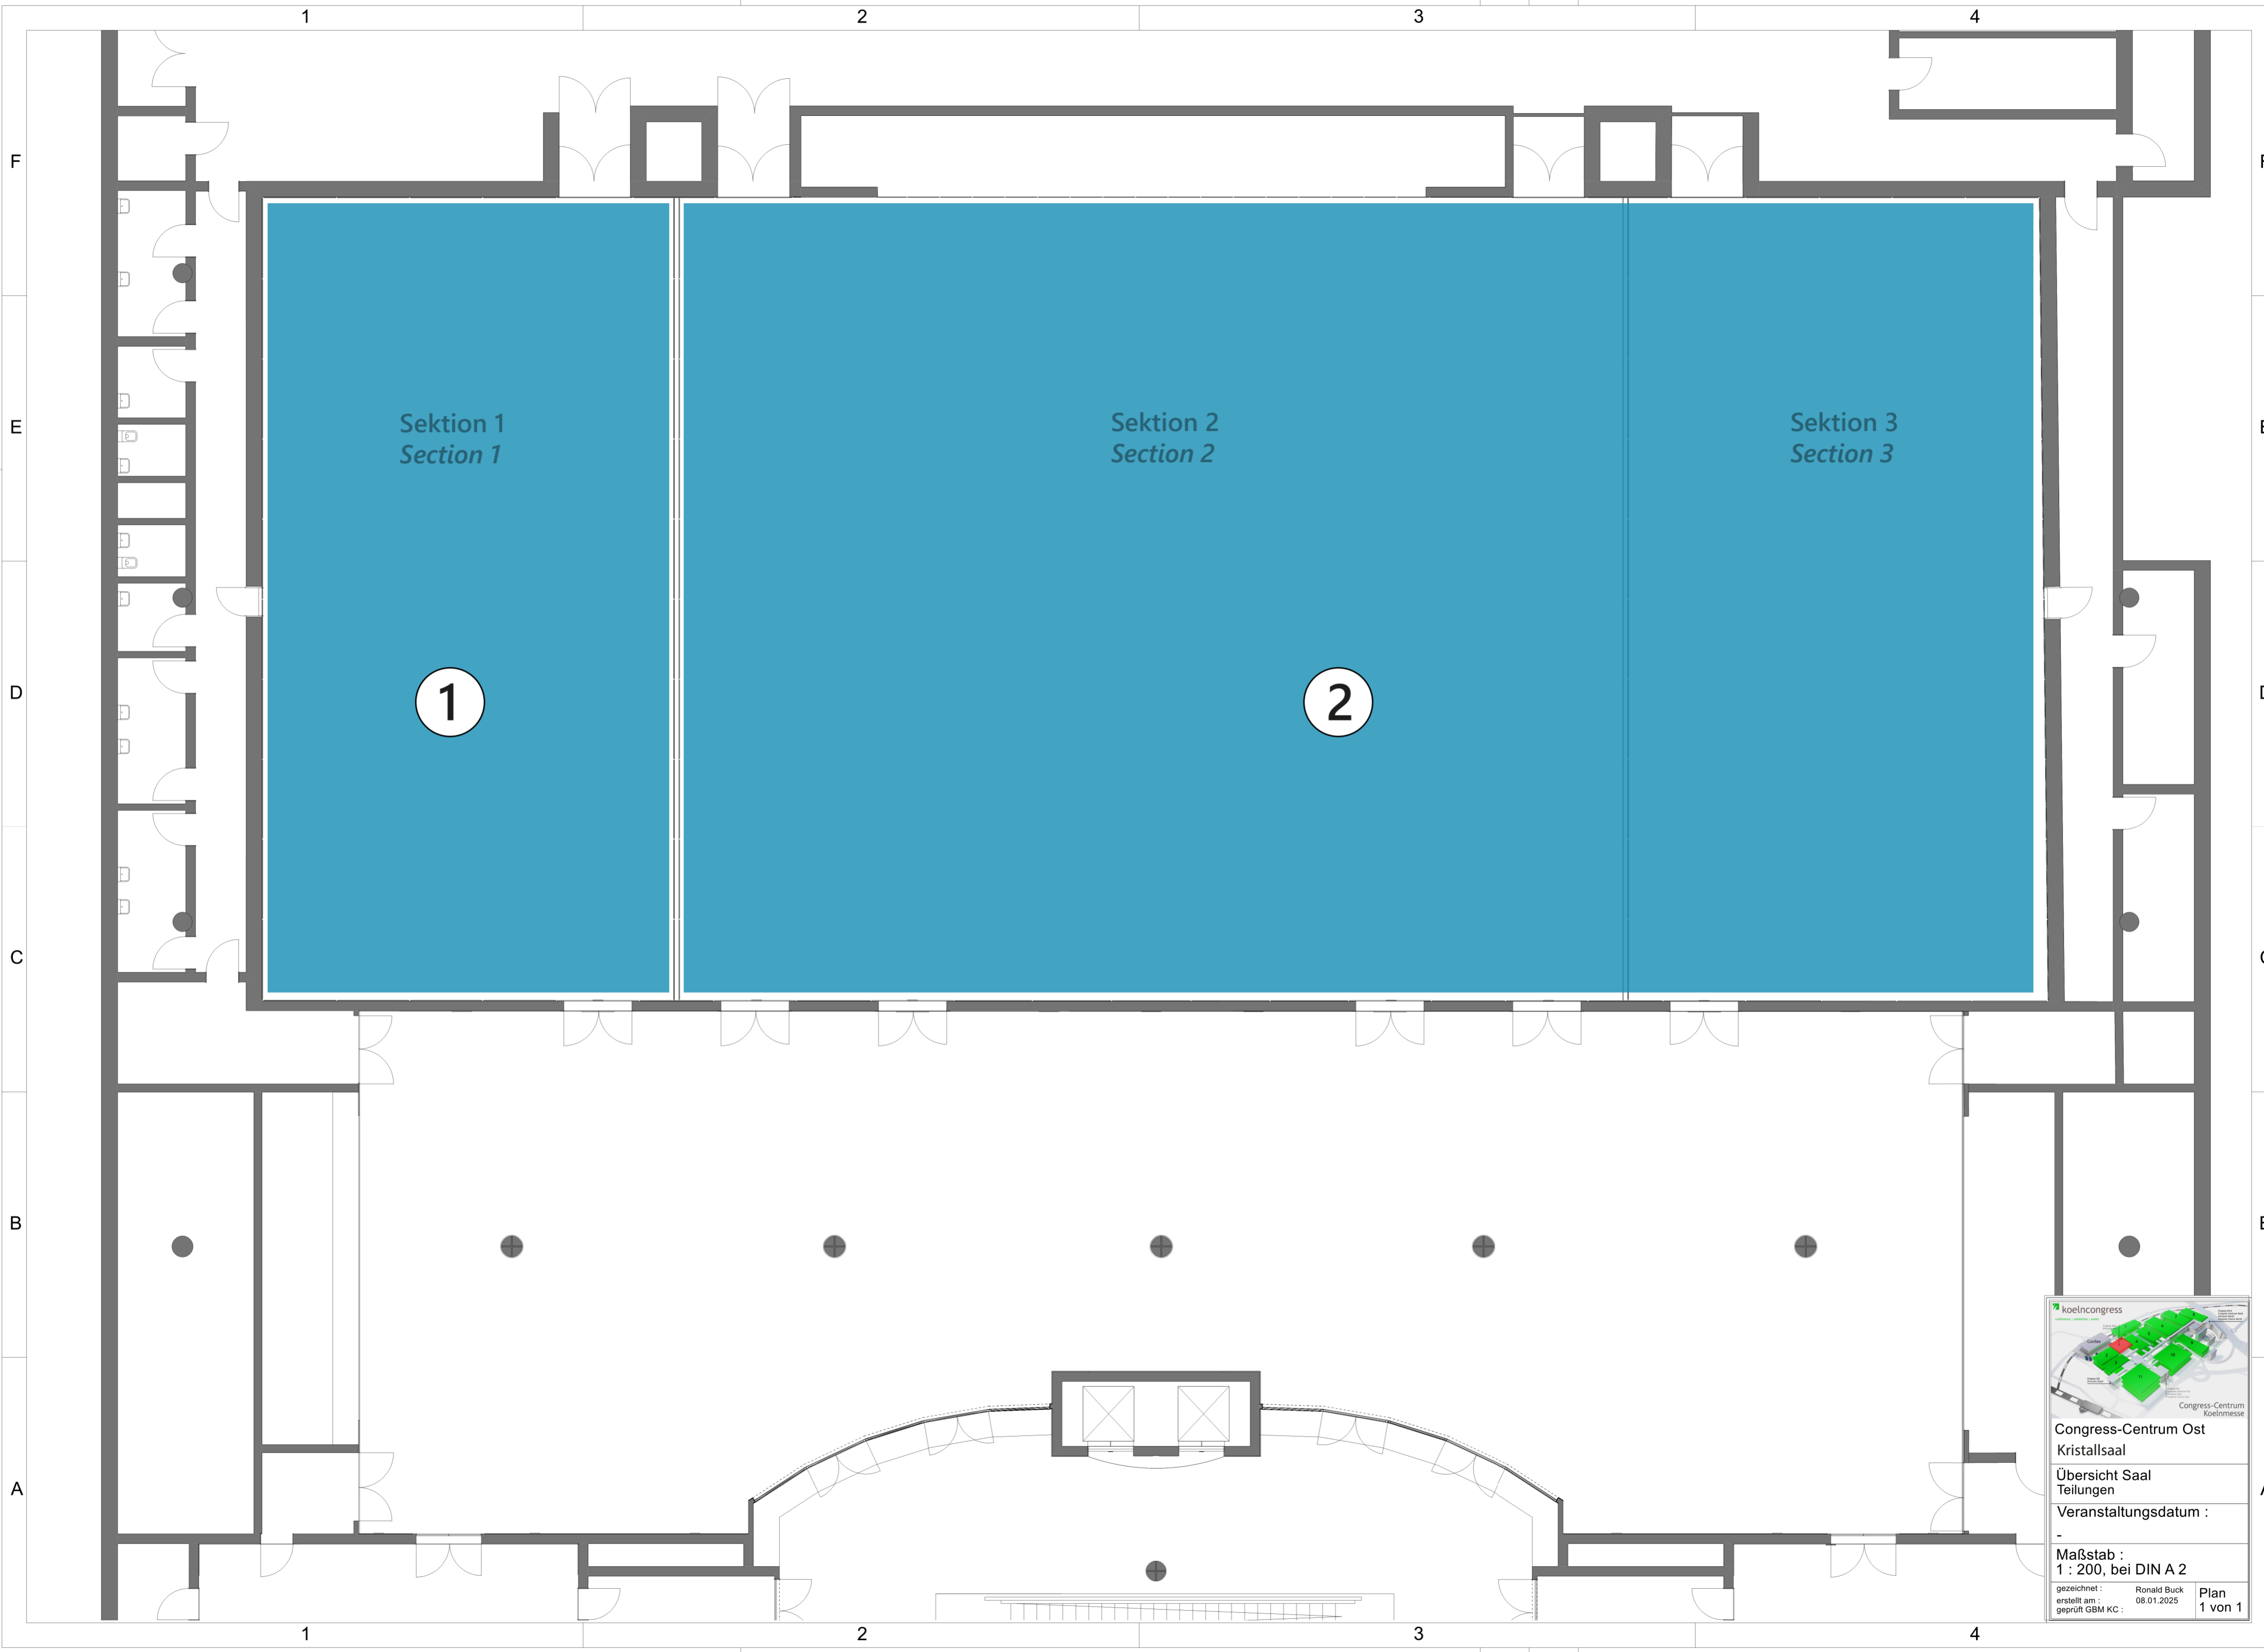 1 2 3 4
F F
E E
D D
C C
B B
A A
Sektion 1
Section 1
Sektion 2
Section 2
Sektion 3
Section 3
1
2
koelncongress
Confex
Congress-Centrum
Koelnmesse
Congress-Centrum Ost
Kristallsaal
Übersicht Saal
Teilungen
Veranstaltungsdatum :
-
Maßstab :
1 : 200, bei DIN A 2
gezeichnet : Ronald Buck
erstellt am : 08.01.2025
geprüft GBM KC :
Plan
1 von 1
1 2 3 4